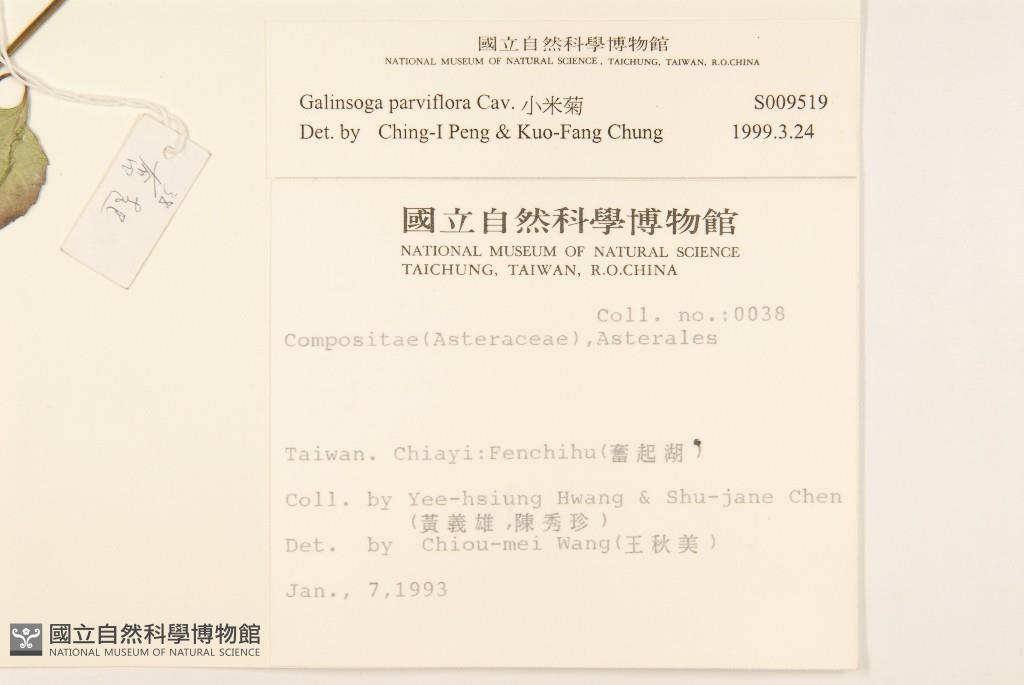 國立自然科學博物館
NATIONAL MUSEUM OF NATURAL SCIENCE, TAICHUNG, TAIWAN, R.O.CHINA
Galinsoga parviflora Cav. 小米菊 S009519
Det. by Ching-I Peng & Kuo-Fang Chung 1999.3.24
38
國立自然科學博物館
NATIONAL MUSEUM OF NATURAL SCIENCE
TAICHUNG, TAIWAN, R.O.CHINA
Coll. no.:0038
Compositae(Asteraceae),Asterales
Taiwan. Chiayi:Fenchihu(奮起湖)
Coll. by Yee-hsiung Hwang & Shu-jane Chen
(黃義雄,陳秀珍)
Det. by Chiou-mei Wang(王秋美)
Jan., 7,1993
國立自然科學博物館
NATIONAL MUSEUM OF NATURAL SCIENCE